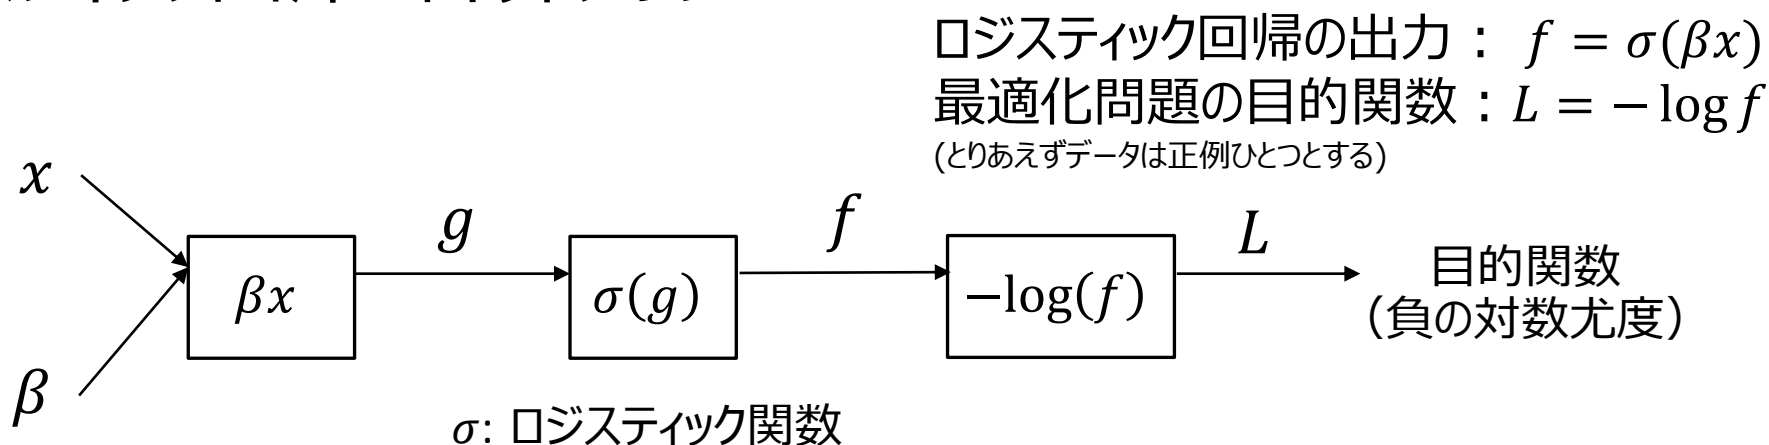 ロジスティック回帰の出力： f = σ(βx)
最適化問題の目的関数：L = − log f
(とりあえずデータは正例ひとつとする)
x
g
f
L
βx
σ(g)
−log(f)
目的関数
（負の対数尤度）
β
σ: ロジスティック関数